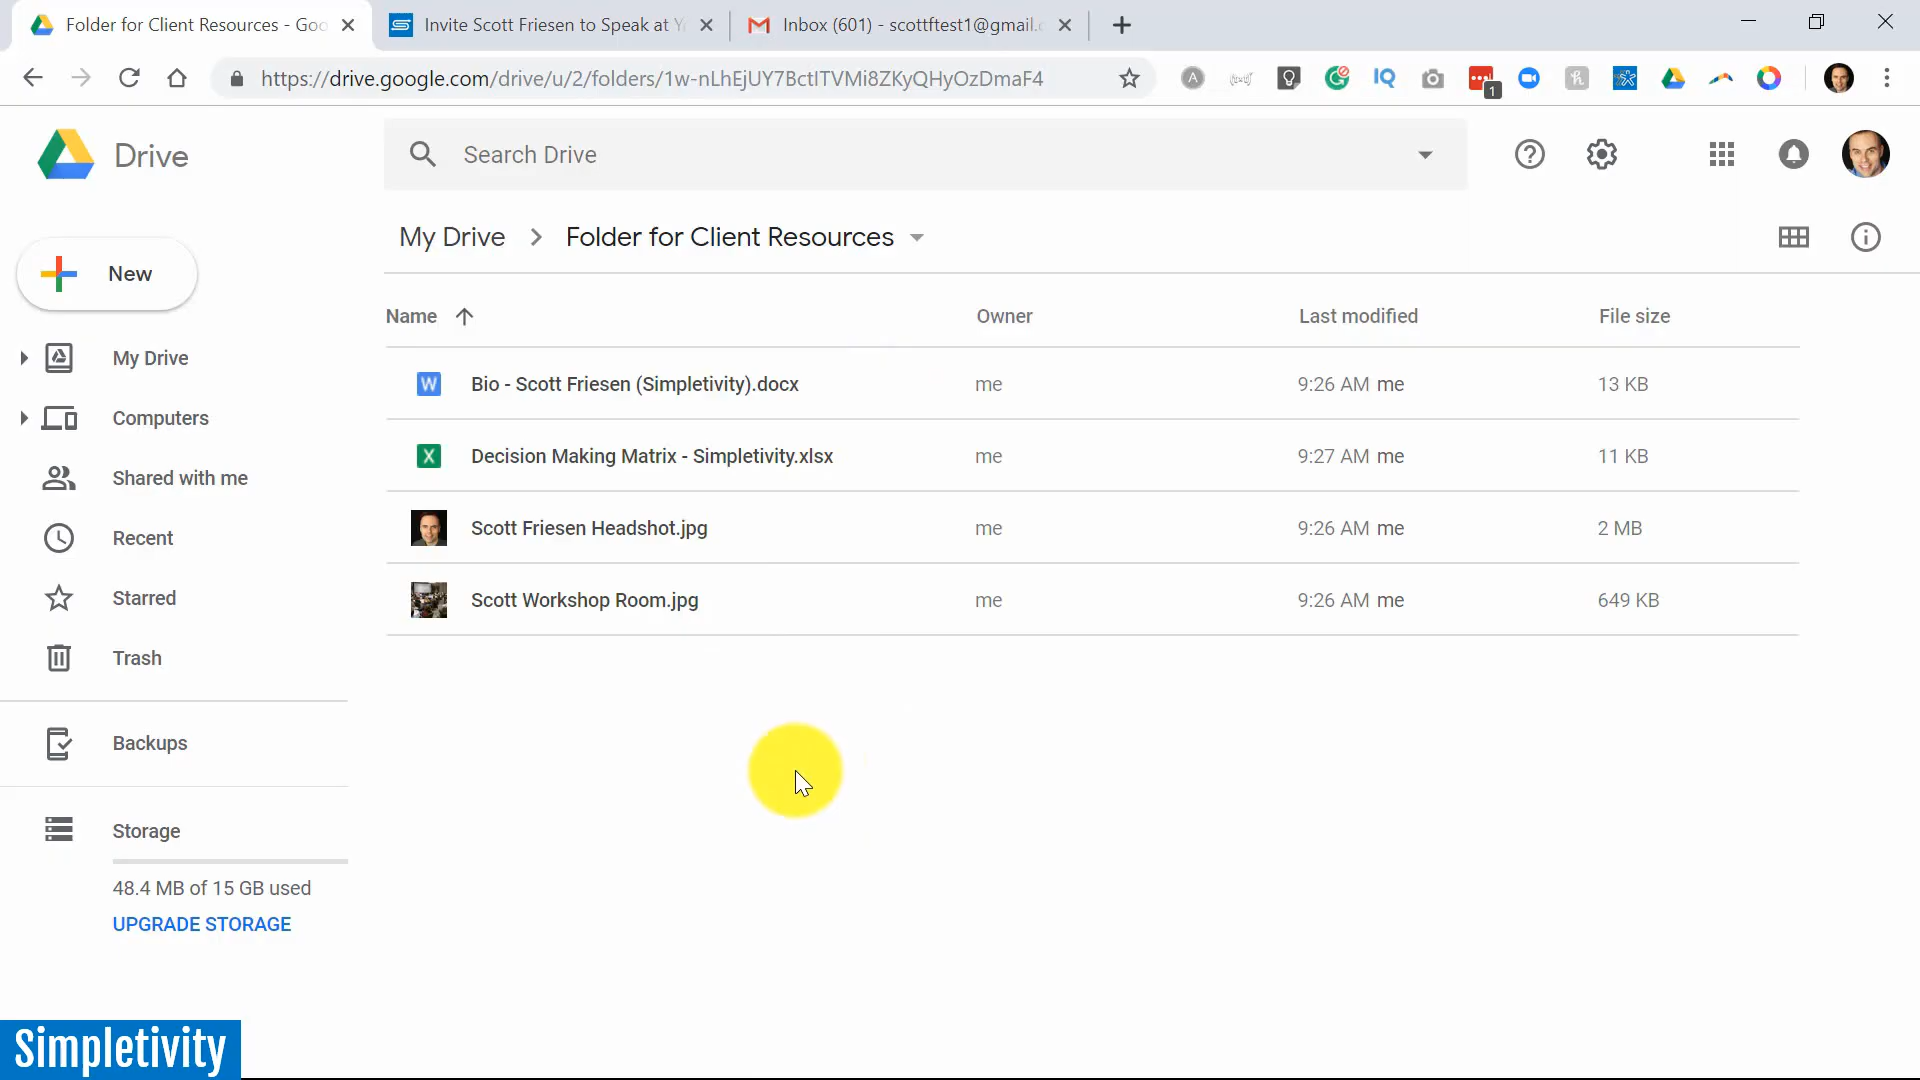 Folder for Client Resources - Goo
Invite Scott Friesen to Speak at Yo
Inbox (601) - scottftest1@gmail.c
https://drive.google.com/drive/u/2/folders/1w-nLhEjUY7BctITVMi8ZKyQHyOzDmaF4
1
Drive
Search Drive
My Drive
Folder for Client Resources
New
Name
Owner
Last modified
File size
My Drive
Computers
Shared with me
Recent
Starred
Trash
Backups
Storage
48.4 MB of 15 GB used
UPGRADE STORAGE
Bio - Scott Friesen (Simpletivity).docx
me
9:26 AM me
13 KB
Decision Making Matrix - Simpletivity.xlsx
me
9:27 AM me
11 KB
Scott Friesen Headshot.jpg
me
9:26 AM me
2 MB
Scott Workshop Room.jpg
me
9:26 AM me
649 KB
Simpletivity